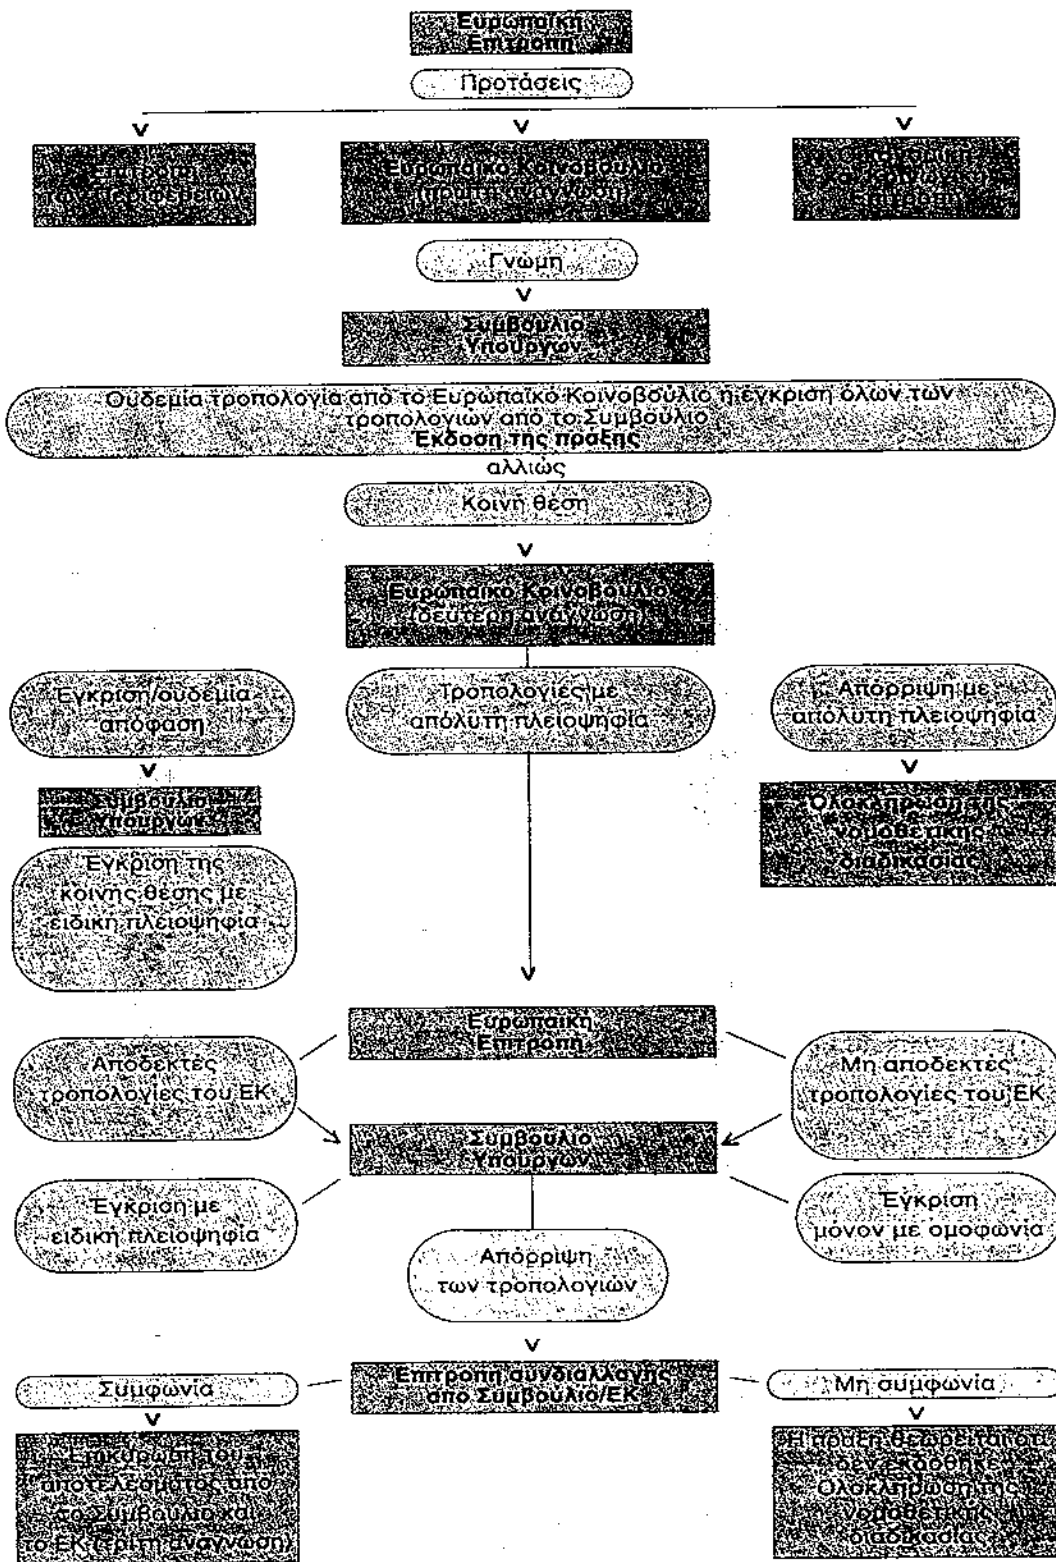 Ευρωπαϊκή
Επιτροπή
Προτάσεις
Επιτροπή
των Περιφερειών
Ευρωπαϊκό Κοινοβούλιο
(πρώτη ανάγνωση)
Οικονομική
και Κοινωνική
Επιτροπή
Γνώμη
Συμβούλιο
Υπουργών
Ουδεμία τροπολογία από το Ευρωπαϊκό Κοινοβούλιο ή έγκριση όλων των
τροπολογιών από το Συμβούλιο
Έκδοση της πράξης
αλλιώς
Κοινή θέση
Ευρωπαϊκό Κοινοβούλιο
(δεύτερη ανάγνωση)
Έγκριση/ουδεμία
απόφαση
Τροπολογίες με
απόλυτη πλειοψηφία
Απόρριψη με
απόλυτη πλειοψηφία
Συμβούλιο
Υπουργών
Ολοκλήρωση της
νομοθετικής
διαδικασίας
Έγκριση της
κοινής θέσης με
ειδική πλειοψηφία
Ευρωπαϊκή
Επιτροπή
Αποδεκτές
τροπολογίες του ΕΚ
Μη αποδεκτές
τροπολογίες του ΕΚ
Συμβούλιο
Υπουργών
Έγκριση με
ειδική πλειοψηφία
Έγκριση
μόνον με ομοφωνία
Απόρριψη
των τροπολογιών
Επιτροπή συνδιαλλαγής
από Συμβούλιο/ΕΚ
Συμφωνία
Μη συμφωνία
Επικύρωση του
αποτελέσματος από
το Συμβούλιο και
το ΕΚ (τρίτη ανάγνωση)
Η πράξη θεωρείται ότι
δεν εκδόθηκε
Ολοκλήρωση της
νομοθετικής
διαδικασίας